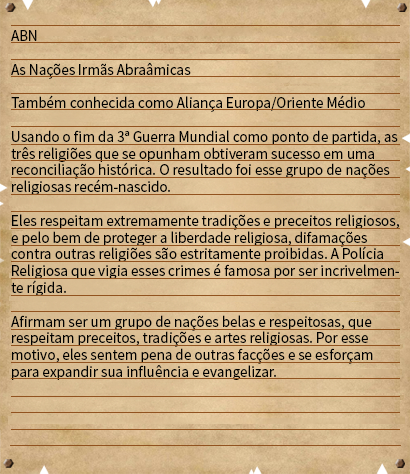 ABN
As Nações Irmãs Abraâmicas
Também conhecida como Aliança Europa/Oriente Médio
Usando o fim da 3ª Guerra Mundial como ponto de partida, as
três religiões que se opunham obtiveram sucesso em uma
reconciliação histórica. O resultado foi esse grupo de nações
religiosas recém-nascido.
Eles respeitam extremamente tradições e preceitos religiosos,
e pelo bem de proteger a liberdade religiosa, difamações
contra outras religiões são estritamente proibidas. A Polícia
Religiosa que vigia esses crimes é famosa por ser incrivelmen-
te rígida.
Afirmam ser um grupo de nações belas e respeitosas, que
respeitam preceitos, tradições e artes religiosas. Por esse
motivo, eles sentem pena de outras facções e se esforçam
para expandir sua influência e evangelizar.